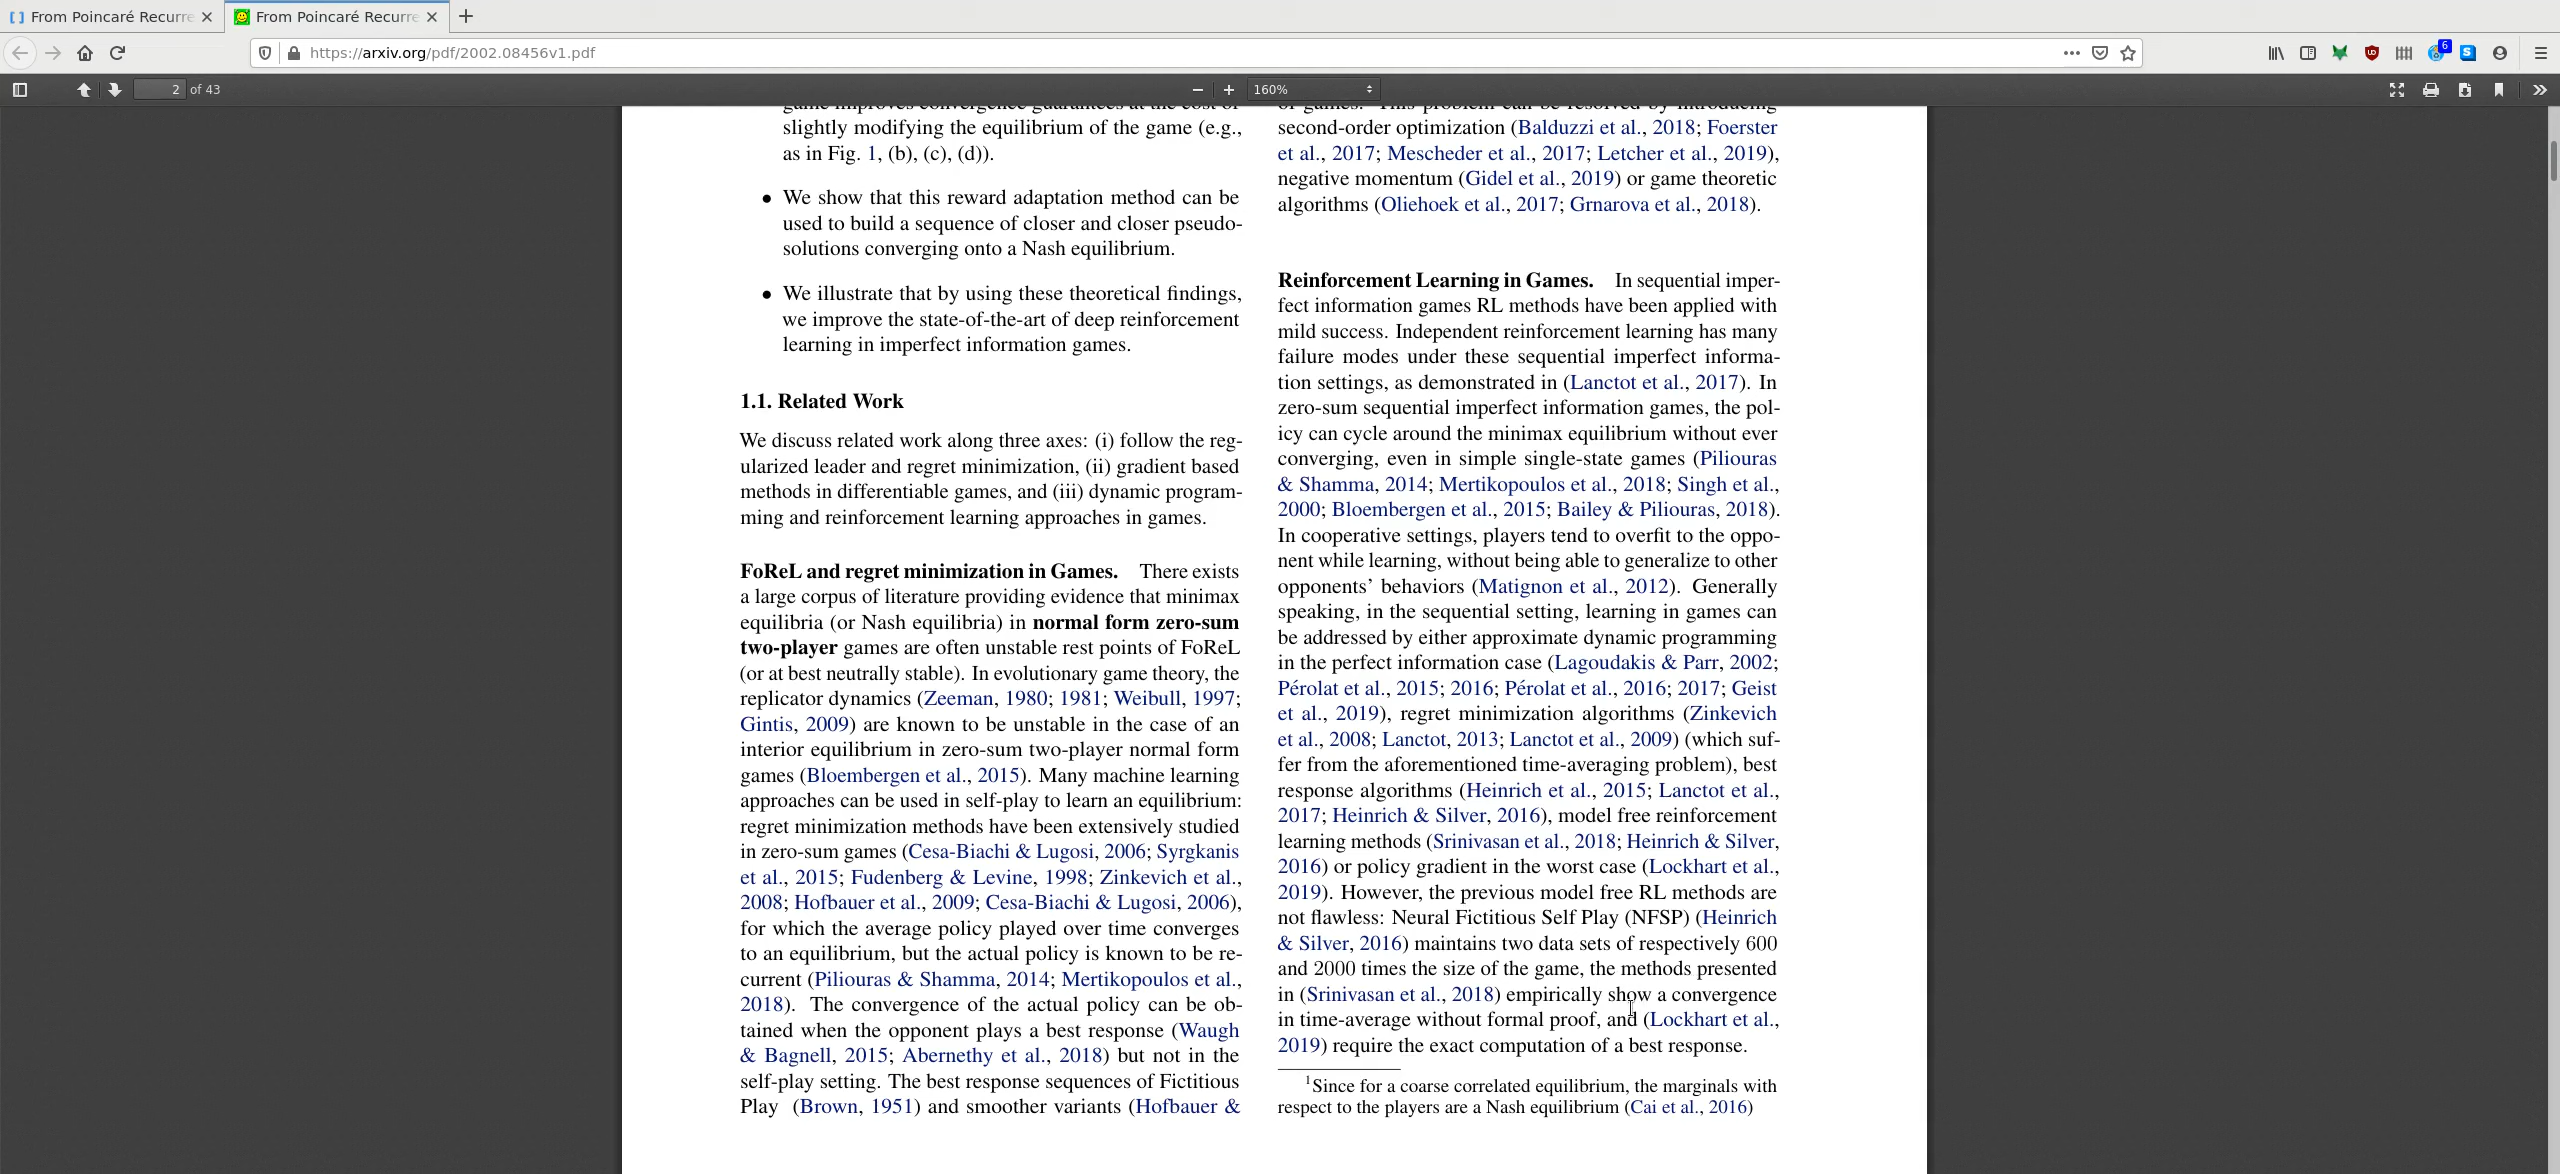 From Poincaré Recurre
From Poincaré Recurre
https://arxiv.org/pdf/2002.08456v1.pdf
6
2 of 43
160%
game improves convergence guarantees at the cost of
slightly modifying the equilibrium of the game (e.g.,
as in Fig. 1, (b), (c), (d)).
• We show that this reward adaptation method can be
used to build a sequence of closer and closer pseudo-
solutions converging onto a Nash equilibrium.
• We illustrate that by using these theoretical findings,
we improve the state-of-the-art of deep reinforcement
learning in imperfect information games.
1.1. Related Work
We discuss related work along three axes: (i) follow the reg-
ularized leader and regret minimization, (ii) gradient based
methods in differentiable games, and (iii) dynamic program-
ming and reinforcement learning approaches in games.
FoReL and regret minimization in Games. There exists
a large corpus of literature providing evidence that minimax
equilibria (or Nash equilibria) in normal form zero-sum
two-player games are often unstable rest points of FoReL
(or at best neutrally stable). In evolutionary game theory, the
replicator dynamics (Zeeman, 1980; 1981; Weibull, 1997;
Gintis, 2009) are known to be unstable in the case of an
interior equilibrium in zero-sum two-player normal form
games (Bloembergen et al., 2015). Many machine learning
approaches can be used in self-play to learn an equilibrium:
regret minimization methods have been extensively studied
in zero-sum games (Cesa-Biachi & Lugosi, 2006; Syrgkanis
et al., 2015; Fudenberg & Levine, 1998; Zinkevich et al.,
2008; Hofbauer et al., 2009; Cesa-Biachi & Lugosi, 2006),
for which the average policy played over time converges
to an equilibrium, but the actual policy is known to be re-
current (Piliouras & Shamma, 2014; Mertikopoulos et al.,
2018). The convergence of the actual policy can be ob-
tained when the opponent plays a best response (Waugh
& Bagnell, 2015; Abernethy et al., 2018) but not in the
self-play setting. The best response sequences of Fictitious
Play (Brown, 1951) and smoother variants (Hofbauer &
of games. This problem can be resolved by introducing
second-order optimization (Balduzzi et al., 2018; Foerster
et al., 2017; Mescheder et al., 2017; Letcher et al., 2019),
negative momentum (Gidel et al., 2019) or game theoretic
algorithms (Oliehoek et al., 2017; Grnarova et al., 2018).
Reinforcement Learning in Games. In sequential imper-
fect information games RL methods have been applied with
mild success. Independent reinforcement learning has many
failure modes under these sequential imperfect informa-
tion settings, as demonstrated in (Lanctot et al., 2017). In
zero-sum sequential imperfect information games, the pol-
icy can cycle around the minimax equilibrium without ever
converging, even in simple single-state games (Piliouras
& Shamma, 2014; Mertikopoulos et al., 2018; Singh et al.,
2000; Bloembergen et al., 2015; Bailey & Piliouras, 2018).
In cooperative settings, players tend to overfit to the oppo-
nent while learning, without being able to generalize to other
opponents’ behaviors (Matignon et al., 2012). Generally
speaking, in the sequential setting, learning in games can
be addressed by either approximate dynamic programming
in the perfect information case (Lagoudakis & Parr, 2002;
Pérolat et al., 2015; 2016; Pérolat et al., 2016; 2017; Geist
et al., 2019), regret minimization algorithms (Zinkevich
et al., 2008; Lanctot, 2013; Lanctot et al., 2009) (which suf-
fer from the aforementioned time-averaging problem), best
response algorithms (Heinrich et al., 2015; Lanctot et al.,
2017; Heinrich & Silver, 2016), model free reinforcement
learning methods (Srinivasan et al., 2018; Heinrich & Silver,
2016) or policy gradient in the worst case (Lockhart et al.,
2019). However, the previous model free RL methods are
not flawless: Neural Fictitious Self Play (NFSP) (Heinrich
& Silver, 2016) maintains two data sets of respectively 600
and 2000 times the size of the game, the methods presented
in (Srinivasan et al., 2018) empirically show a convergence
in time-average without formal proof, and (Lockhart et al.,
2019) require the exact computation of a best response.
1Since for a coarse correlated equilibrium, the marginals with
respect to the players are a Nash equilibrium (Cai et al., 2016)